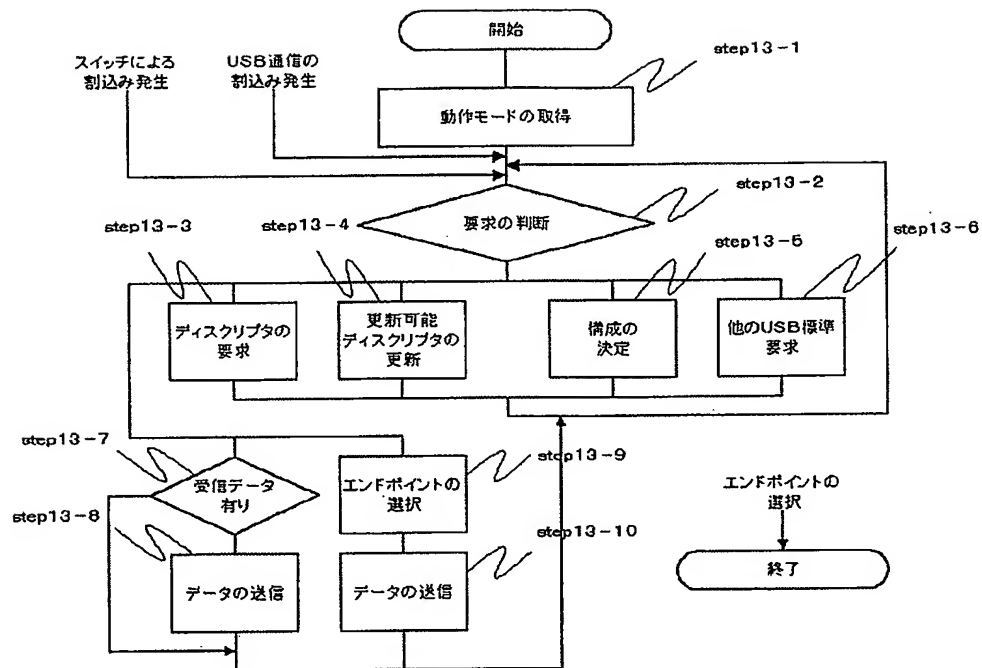 開始
step13-1
スイッチによる
割込み発生
USB通信の
割込み発生
動作モードの取得
step13-2
要求の判断
step13-3
step13-4
step13-5
step13-6
ディスクリプタの
要求
更新可能
ディスクリプタの
更新
構成の
決定
他のUSB標準
要求
step13-7
受信データ
有り
step13-9
エンドポイントの
選択
step13-8
データの送信
step13-10
データの送信
エンドポイントの
選択
終了